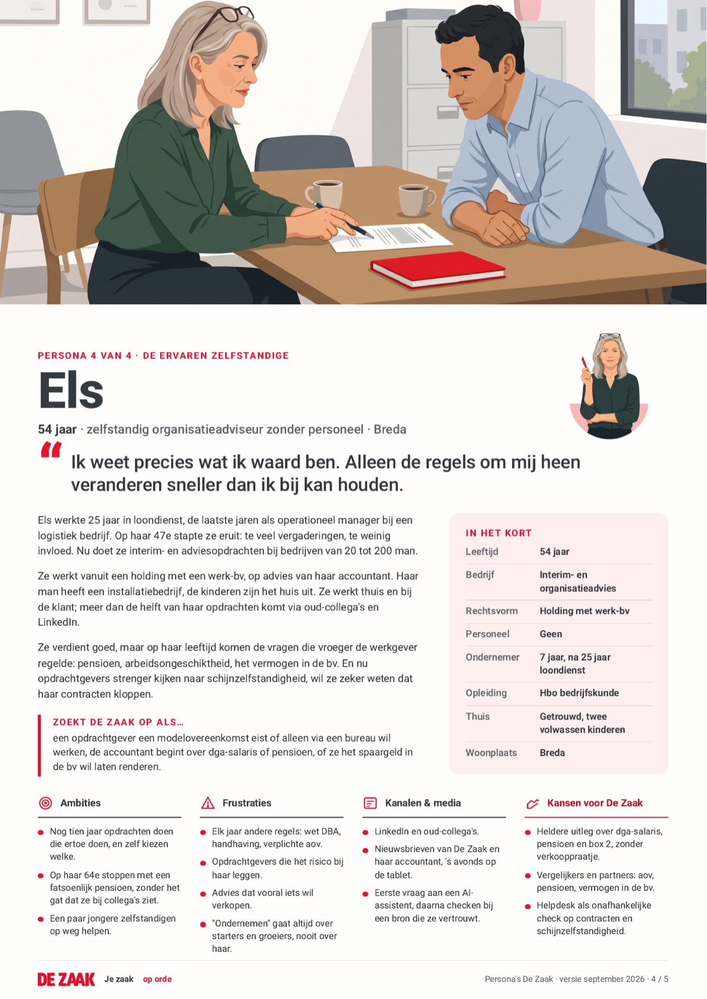 PERSONA 4 VAN 4 · DE ERVAREN ZELFSTANDIGE
Els
54 jaar · zelfstandig organisatieadviseur zonder personeel · Breda
“ Ik weet precies wat ik waard ben. Alleen de regels om mij heen
veranderen sneller dan ik bij kan houden.
Els werkte 25 jaar in loondienst, de laatste jaren als operationeel manager bij een
logistiek bedrijf. Op haar 47e stapte ze eruit: te veel vergaderingen, te weinig
invloed. Nu doet ze interim- en adviesopdrachten bij bedrijven van 20 tot 200 man.
Ze werkt vanuit een holding met een werk-bv, op advies van haar accountant. Haar
man heeft een installatiebedrijf, de kinderen zijn het huis uit. Ze werkt thuis en bij
de klant; meer dan de helft van haar opdrachten komt via oud-collega's en
LinkedIn.
Ze verdient goed, maar op haar leeftijd komen de vragen die vroeger de werkgever
regelde: pensioen, arbeidsongeschiktheid, het vermogen in de bv. En nu
opdrachtgevers strenger kijken naar schijnzelfstandigheid, wil ze zeker weten dat
haar contracten kloppen.
ZOEKT DE ZAAK OP ALS…
een opdrachtgever een modelovereenkomst eist of alleen via een bureau wil
werken, de accountant begint over dga-salaris of pensioen, of ze het spaargeld in
de bv wil laten renderen.
IN HET KORT
Leeftijd 54 jaar
Bedrijf Interim- en
organisatieadvies
Rechtsvorm Holding met werk-bv
Personeel Geen
Ondernemer 7 jaar, na 25 jaar
loondienst
Opleiding Hbo bedrijfskunde
Thuis Getrouwd, twee
volwassen kinderen
Woonplaats Breda
Ambities
Nog tien jaar opdrachten doen
die ertoe doen, en zelf kiezen
welke.
Op haar 64e stoppen met een
fatsoenlijk pensioen, zonder het
gat dat ze bij collega's ziet.
Een paar jongere zelfstandigen
op weg helpen.
Frustraties
Elk jaar andere regels: wet DBA,
handhaving, verplichte aov.
Opdrachtgevers die het risico bij
haar leggen.
Advies dat vooral iets wil
verkopen.
"Ondernemen" gaat altijd over
starters en groeiers, nooit over
haar.
Kanalen & media
LinkedIn en oud-collega's.
Nieuwsbrieven van De Zaak en
haar accountant, 's avonds op
de tablet.
Eerste vraag aan een AI-
assistent, daarna checken bij
een bron die ze vertrouwt.
Kansen voor De Zaak
Heldere uitleg over dga-salaris,
pensioen en box 2, zonder
verkooppraatje.
Vergelijkers en partners: aov,
pensioen, vermogen in de bv.
Helpdesk als onafhankelijke
check op contracten en
schijnzelfstandigheid.
DE ZAAK Je zaak op orde
Persona's De Zaak · versie september 2026 · 4 / 5